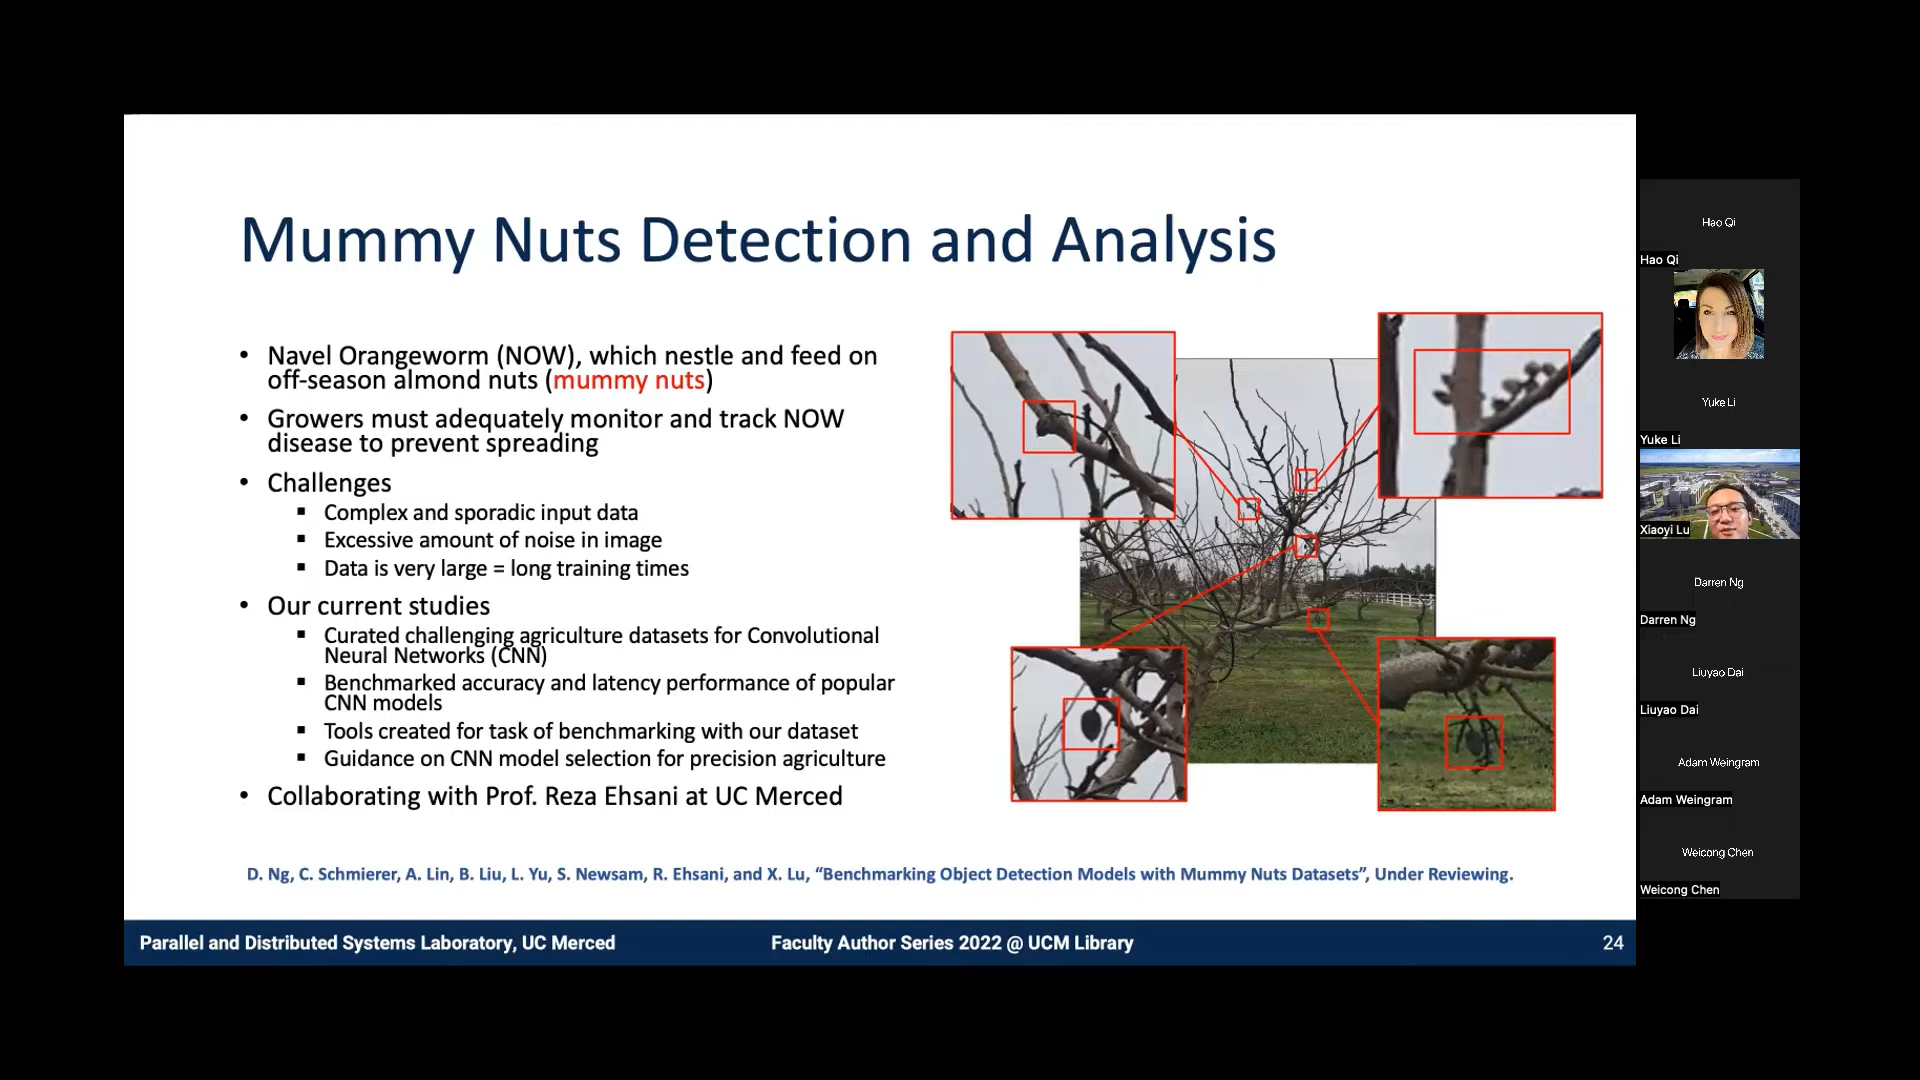 Mummy Nuts Detection and Analysis
• Navel Orangeworm (NOW), which nestle and feed on
off-season almond nuts (mummy nuts)
• Growers must adequately monitor and track NOW
disease to prevent spreading
• Challenges
▪ Complex and sporadic input data
▪ Excessive amount of noise in image
▪ Data is very large = long training times
• Our current studies
▪ Curated challenging agriculture datasets for Convolutional
Neural Networks (CNN)
▪ Benchmarked accuracy and latency performance of popular
CNN models
▪ Tools created for task of benchmarking with our dataset
▪ Guidance on CNN model selection for precision agriculture
• Collaborating with Prof. Reza Ehsani at UC Merced
D. Ng, C. Schmierer, A. Lin, B. Liu, L. Yu, S. Newsam, R. Ehsani, and X. Lu, “Benchmarking Object Detection Models with Mummy Nuts Datasets”, Under Reviewing.
Parallel and Distributed Systems Laboratory, UC Merced
Faculty Author Series 2022 @ UCM Library
24
Hao Qi
Hao Qi
Yuke Li
Yuke Li
Xiaoyi Lu
Darren Ng
Darren Ng
Liuyao Dai
Liuyao Dai
Adam Weingram
Adam Weingram
Weicong Chen
Weicong Chen